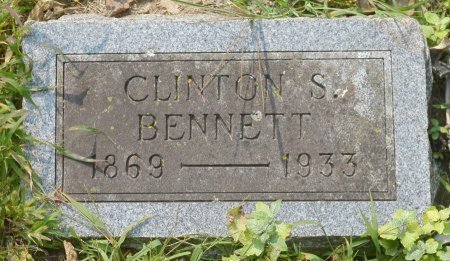 CLINTON S.
BENNETT
1869 — 1933